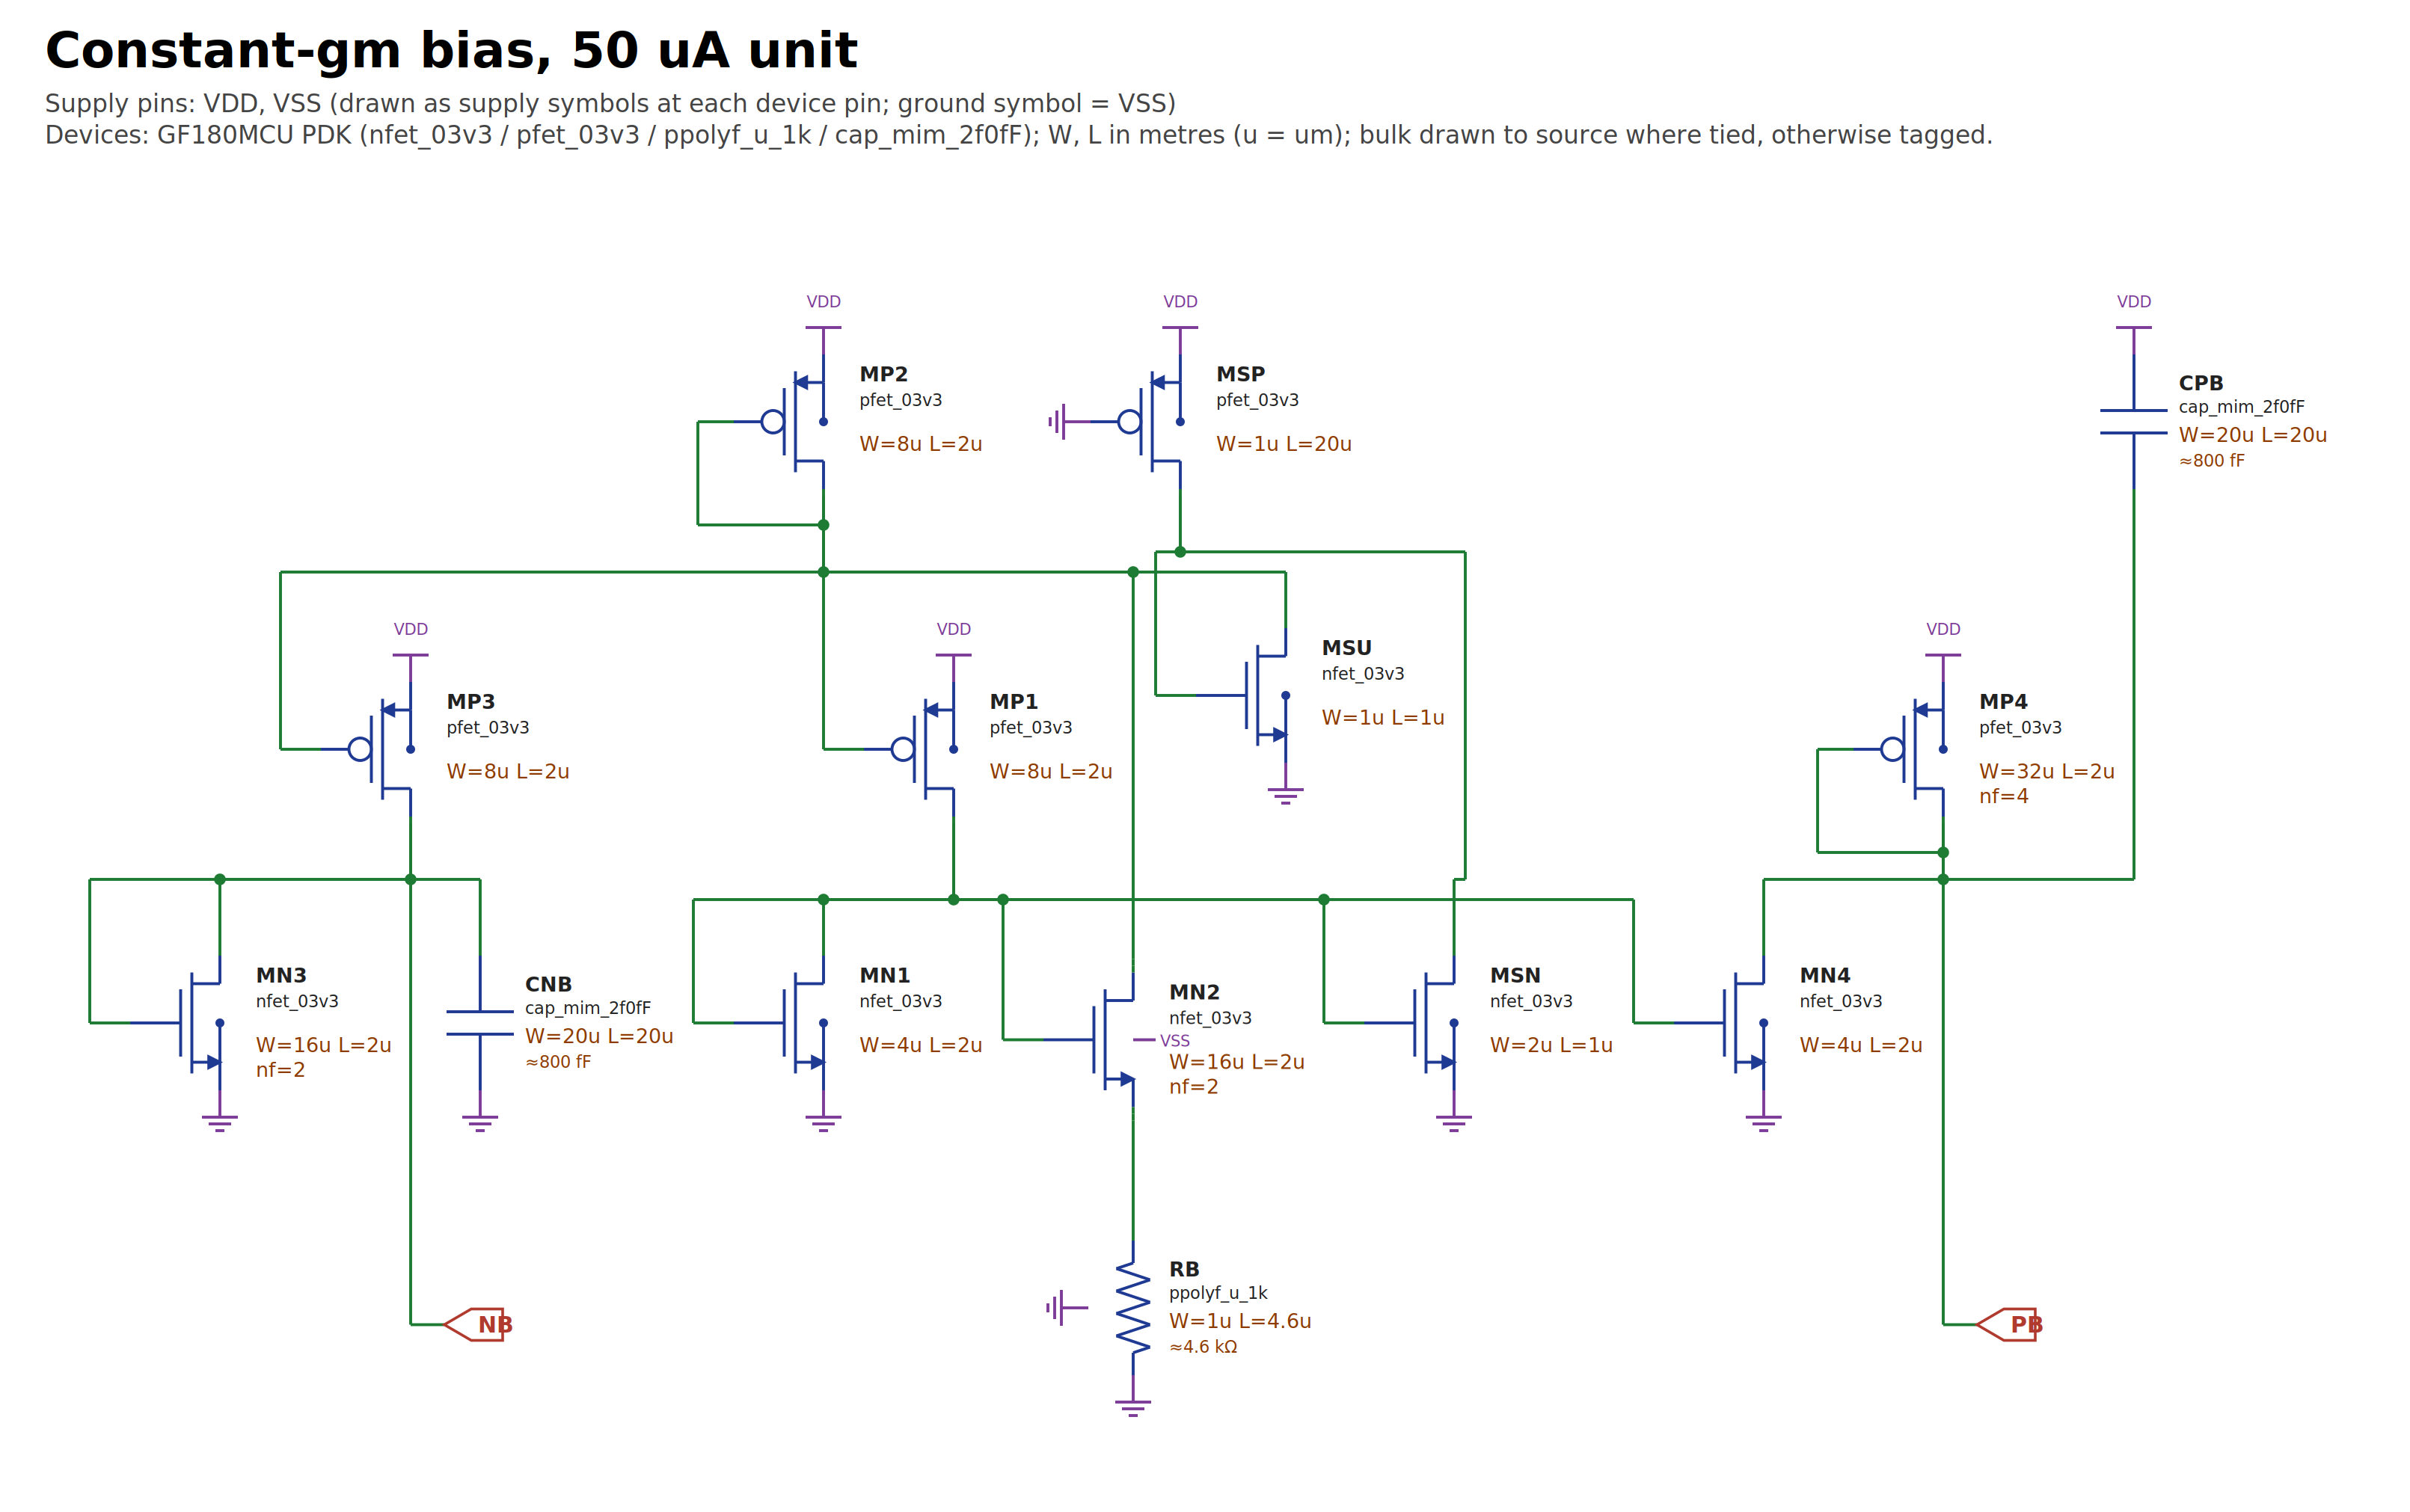 Constant-gm bias, 50 uA unit
Supply pins: VDD, VSS (drawn as supply symbols at each device pin; ground symbol = VSS)
Devices: GF180MCU PDK (nfet_03v3 / pfet_03v3 / ppolyf_u_1k / cap_mim_2f0fF); W, L in metres (u = um); bulk drawn to source where tied, otherwise tagged.
VDD
MP2
pfet_03v3
W=8u L=2u
VDD
MSP
pfet_03v3
W=1u L=20u
VDD
CPB
cap_mim_2f0fF
W=20u L=20u
≈800 fF
VDD
MP3
pfet_03v3
W=8u L=2u
VDD
MP1
pfet_03v3
W=8u L=2u
MSU
nfet_03v3
W=1u L=1u
VDD
MP4
pfet_03v3
W=32u L=2u
nf=4
MN3
nfet_03v3
W=16u L=2u
nf=2
CNB
cap_mim_2f0fF
W=20u L=20u
≈800 fF
MN1
nfet_03v3
W=4u L=2u
MN2
nfet_03v3
VSS
W=16u L=2u
nf=2
MSN
nfet_03v3
W=2u L=1u
MN4
nfet_03v3
W=4u L=2u
RB
ppolyf_u_1k
W=1u L=4.6u
≈4.6 kΩ
NB
PB